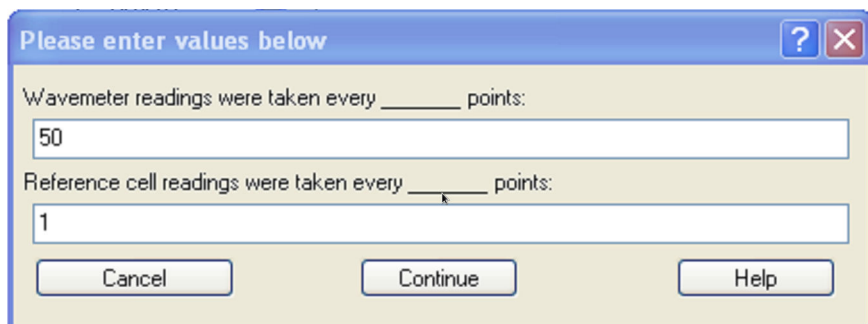 Please enter values below
Wavemeter readings were taken every _______ points:
50
Reference cell readings were taken every _______ points:
1
Cancel Continue Help